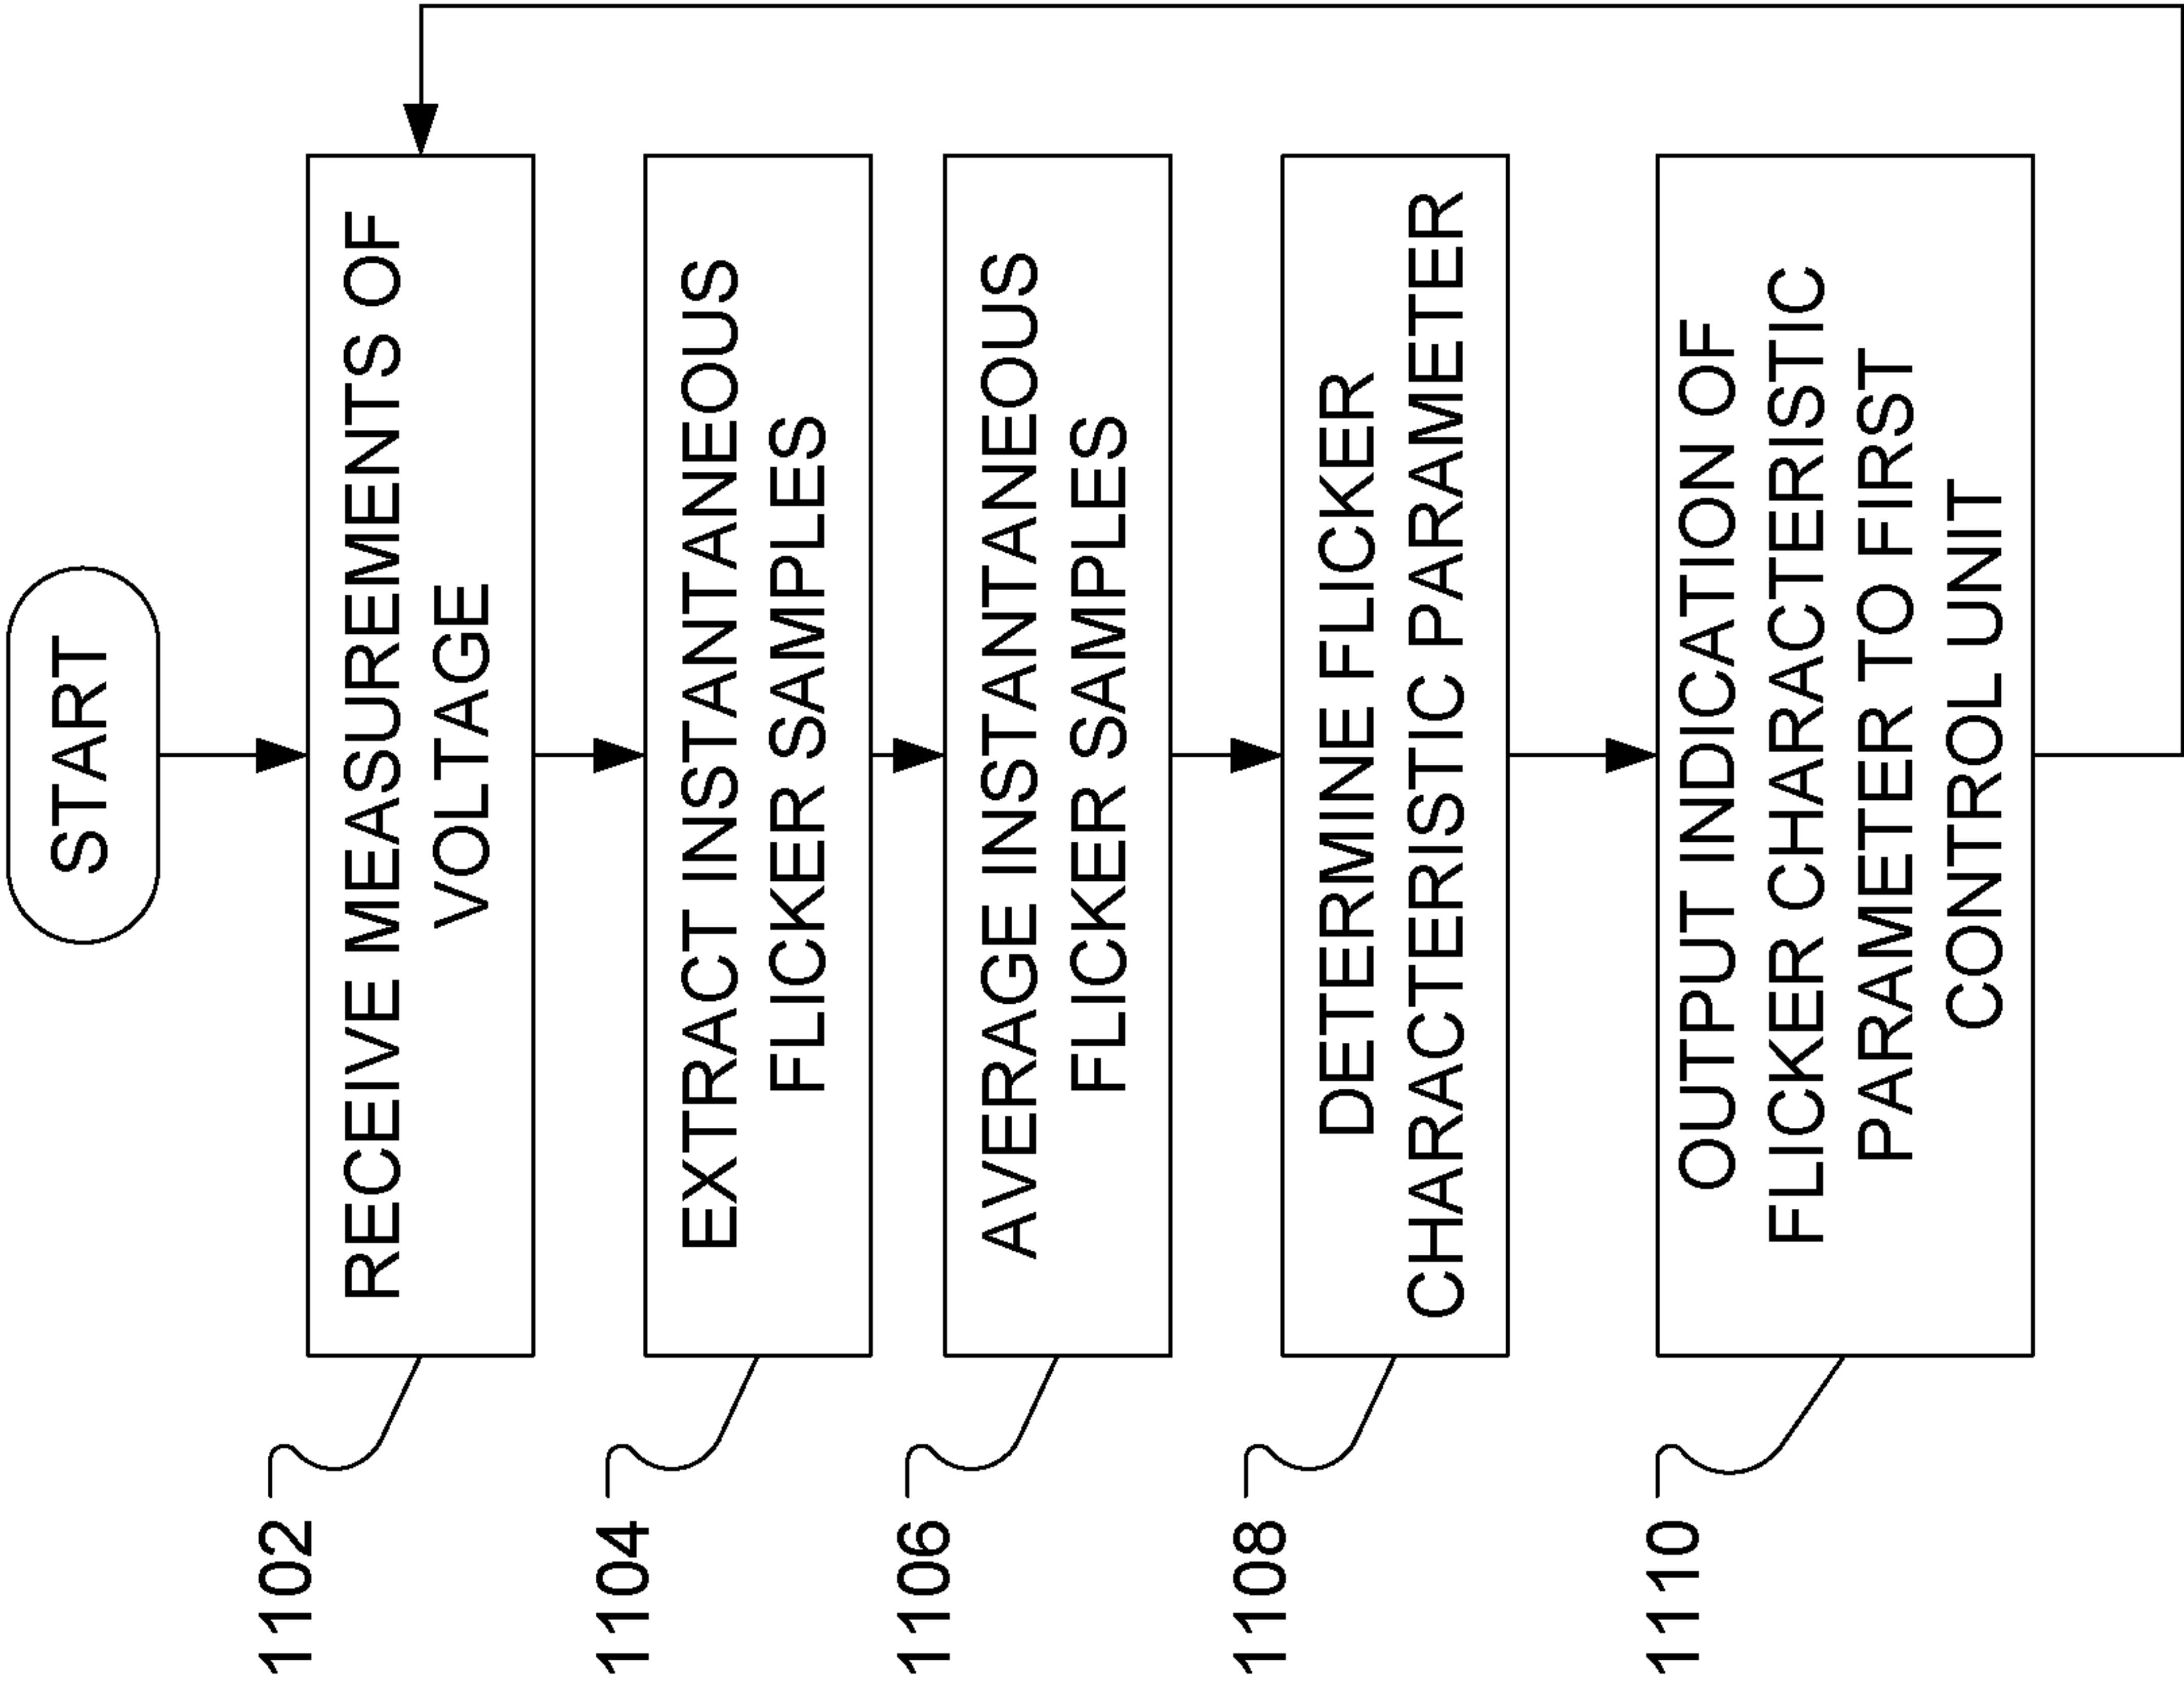 START
1102
RECEIVE MEASUREMENTS OF
VOLTAGE
1104
EXTRACT INSTANTANEOUS
FLICKER SAMPLES
1106
AVERAGE INSTANTANEOUS
FLICKER SAMPLES
1108
DETERMINE FLICKER
CHARACTERISTIC PARAMETER
1110
OUTPUT INDICATION OF
FLICKER CHARACTERISTIC
PARAMETER TO FIRST
CONTROL UNIT